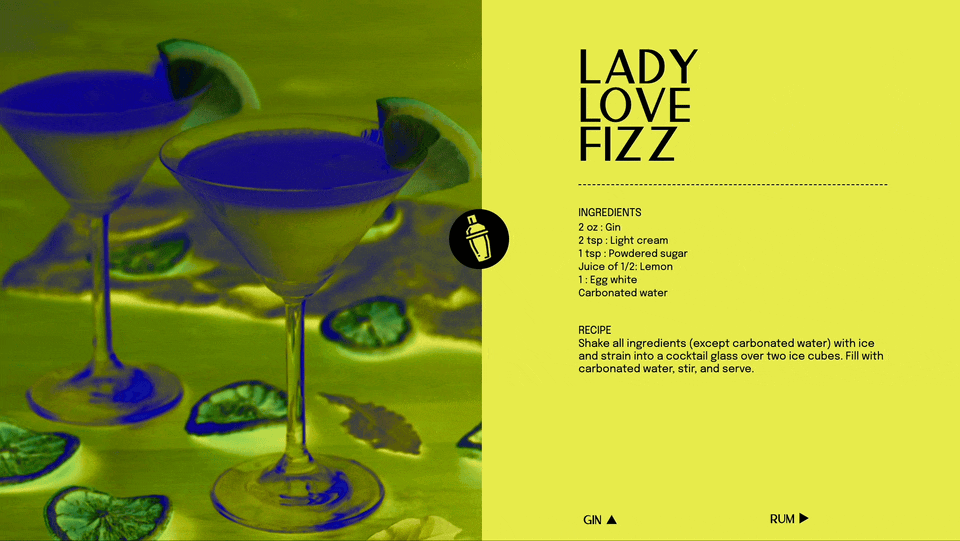 LADY
LOVE
FIZZ
INGREDIENTS
2 oz : Gin
2 tsp : Light cream
1 tsp : Powdered sugar
Juice of 1/2: Lemon
1 : Egg white
Carbonated water
RECIPE
Shake all ingredients (except carbonated water) with ice
and strain into a cocktail glass over two ice cubes. Fill with
carbonated water, stir, and serve.
GIN ▲
RUM ▶